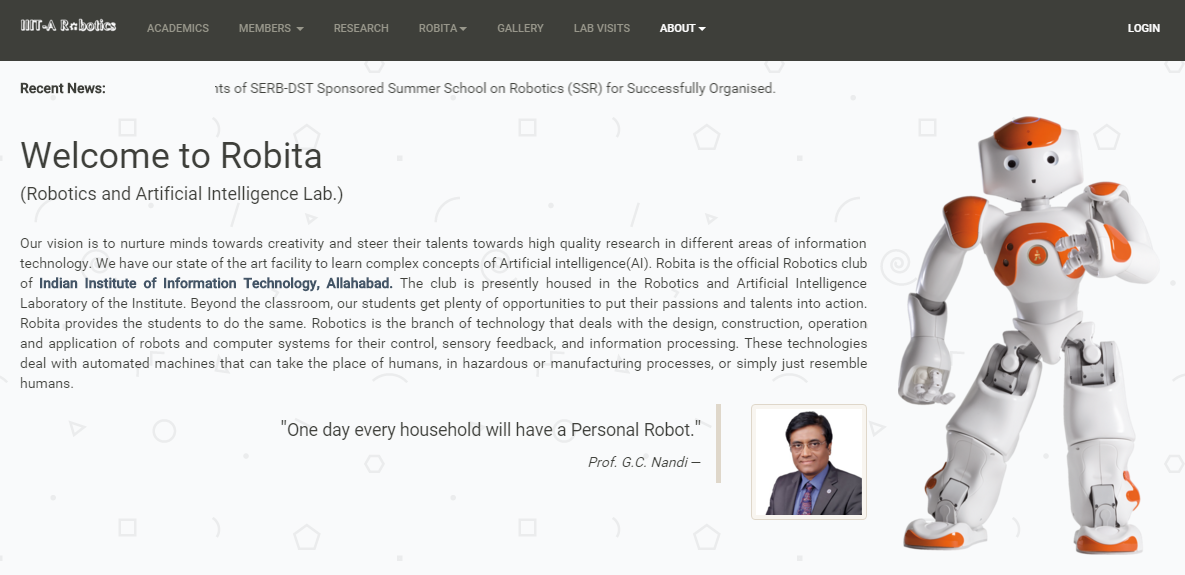 IIIT-A Robotics ACADEMICS MEMBERS RESEARCH ROBITA GALLERY LAB VISITS ABOUT LOGIN
Recent News: of SERB-DST Sponsored Summer School on Robotics (SSR) for Successfully Organised.
Welcome to Robita
(Robotics and Artificial Intelligence Lab.)
Our vision is to nurture minds towards creativity and steer their talents towards high quality research in different areas of information
technology. We have our state of the art facility to learn complex concepts of Artificial intelligence(AI). Robita is the official Robotics club
of Indian Institute of Information Technology, Allahabad. The club is presently housed in the Robotics and Artificial Intelligence
Laboratory of the Institute. Beyond the classroom, our students get plenty of opportunities to put their passions and talents into action.
Robita provides the students to do the same. Robotics is the branch of technology that deals with the design, construction, operation
and application of robots and computer systems for their control, sensory feedback, and information processing. These technologies
deal with automated machines that can take the place of humans, in hazardous or manufacturing processes, or simply just resemble
humans.
"One day every household will have a Personal Robot."
Prof. G.C. Nandi —